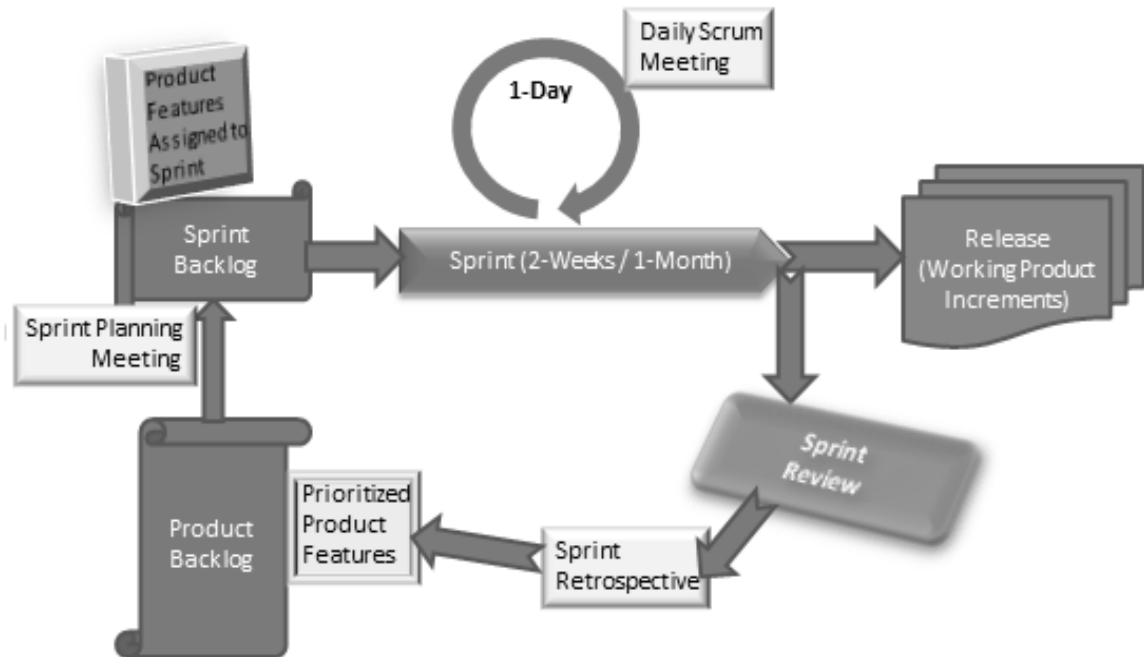 Product
Features
Assigned to
Sprint
1-Day
Daily Scrum
Meeting
Sprint
Backlog
Sprint (2-Weeks / 1-Month)
Release
(Working Product
Increments)
Sprint Planning
Meeting
Sprint
Review
Product
Backlog
Prioritized
Product
Features
Sprint
Retrospective